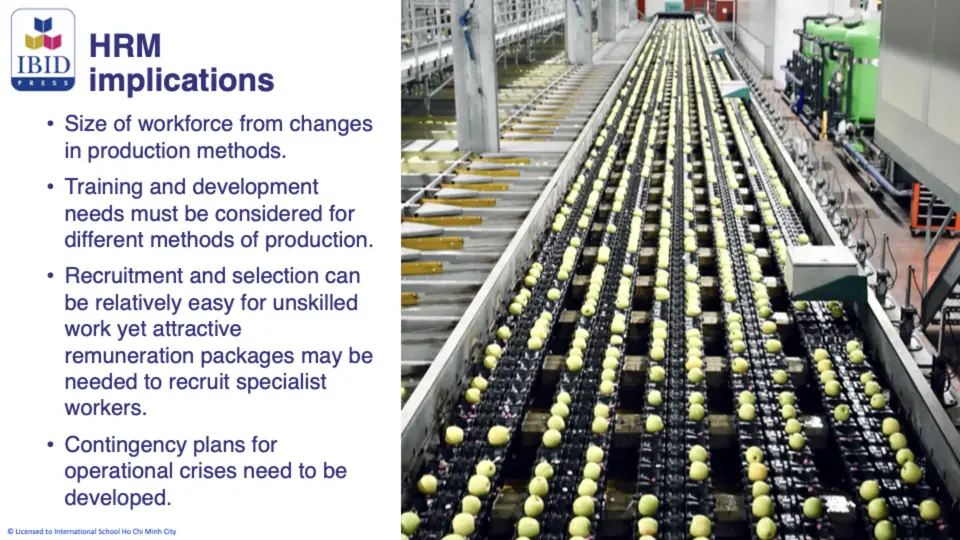 IBID
PRESS
HRM
implications
• Size of workforce from changes
in production methods.
• Training and development
needs must be considered for
different methods of production.
• Recruitment and selection can
be relatively easy for unskilled
work yet attractive
remuneration packages may be
needed to recruit specialist
workers.
• Contingency plans for
operational crises need to be
developed.
© Licensed to International School Ho Chi Minh City